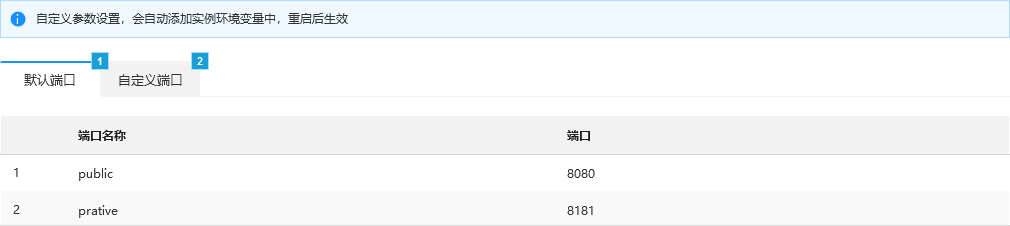 自定义参数设置，会自动添加实例环境变量中，重启后生效
1 2
默认端口 自定义端口
端口名称 端口
1 public 8080
2 prative 8181